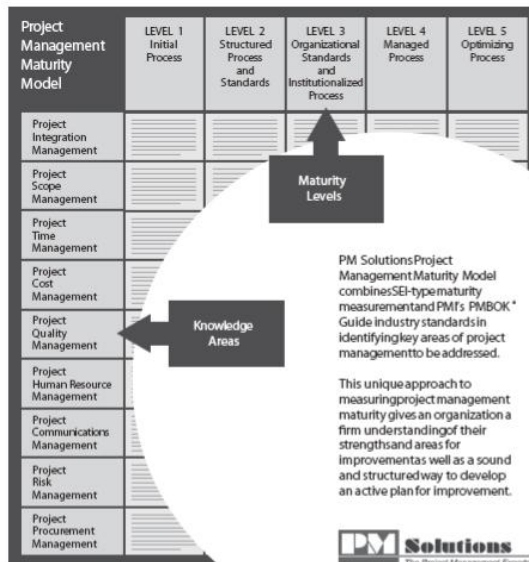 Project
Management
Maturity
Model
LEVEL 1
Initial
Process
LEVEL 2
Structured
Process
and
Standards
LEVEL 3
Organizational
Standards
and
Institutionalized
Process
LEVEL 4
Managed
Process
LEVEL 5
Optimizing
Process
Project
Integration
Management
Project
Scope
Management
Project
Time
Management
Project
Cost
Management
Project
Quality
Management
Project
Human Resource
Management
Project
Communications
Management
Project
Risk
Management
Project
Procurement
Management
Maturity
Levels
Knowledge
Areas
PM Solutions Project
Management Maturity Model
combines SEI-type maturity
measurement and PMI's PMBOK®
Guide industry standards in
identifying key areas of project
management to be addressed.
This unique approach to
measuring project management
maturity gives an organization a
firm understanding of their
strengths and areas for
improvement as well as a sound
and structured way to develop
an active plan for improvement.
PM Solutions